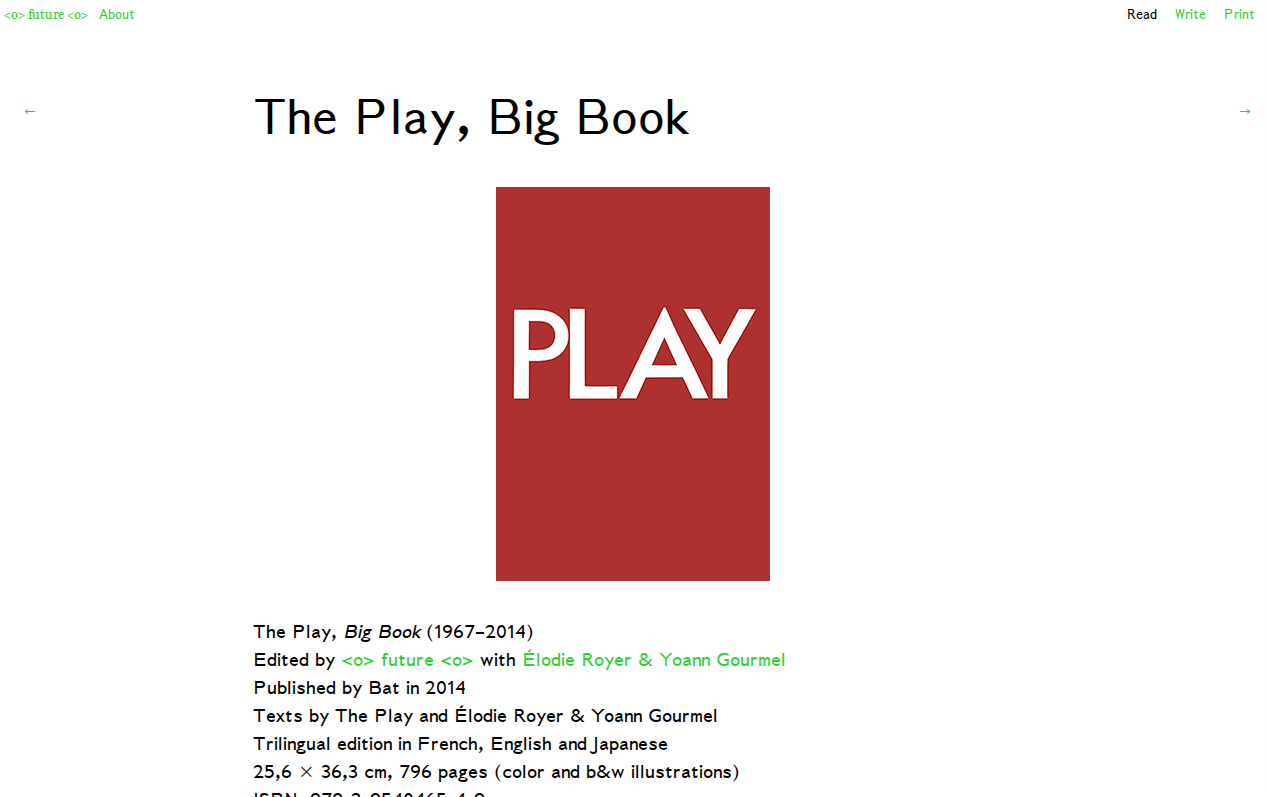 <o> future <o> About Read Write Print
← →
The Play, Big Book
PLAY
The Play, Big Book (1967–2014)
Edited by <o> future <o> with Élodie Royer & Yoann Gourmel
Published by Bat in 2014
Texts by The Play and Élodie Royer & Yoann Gourmel
Trilingual edition in French, English and Japanese
25,6 × 36,3 cm, 796 pages (color and b&w illustrations)